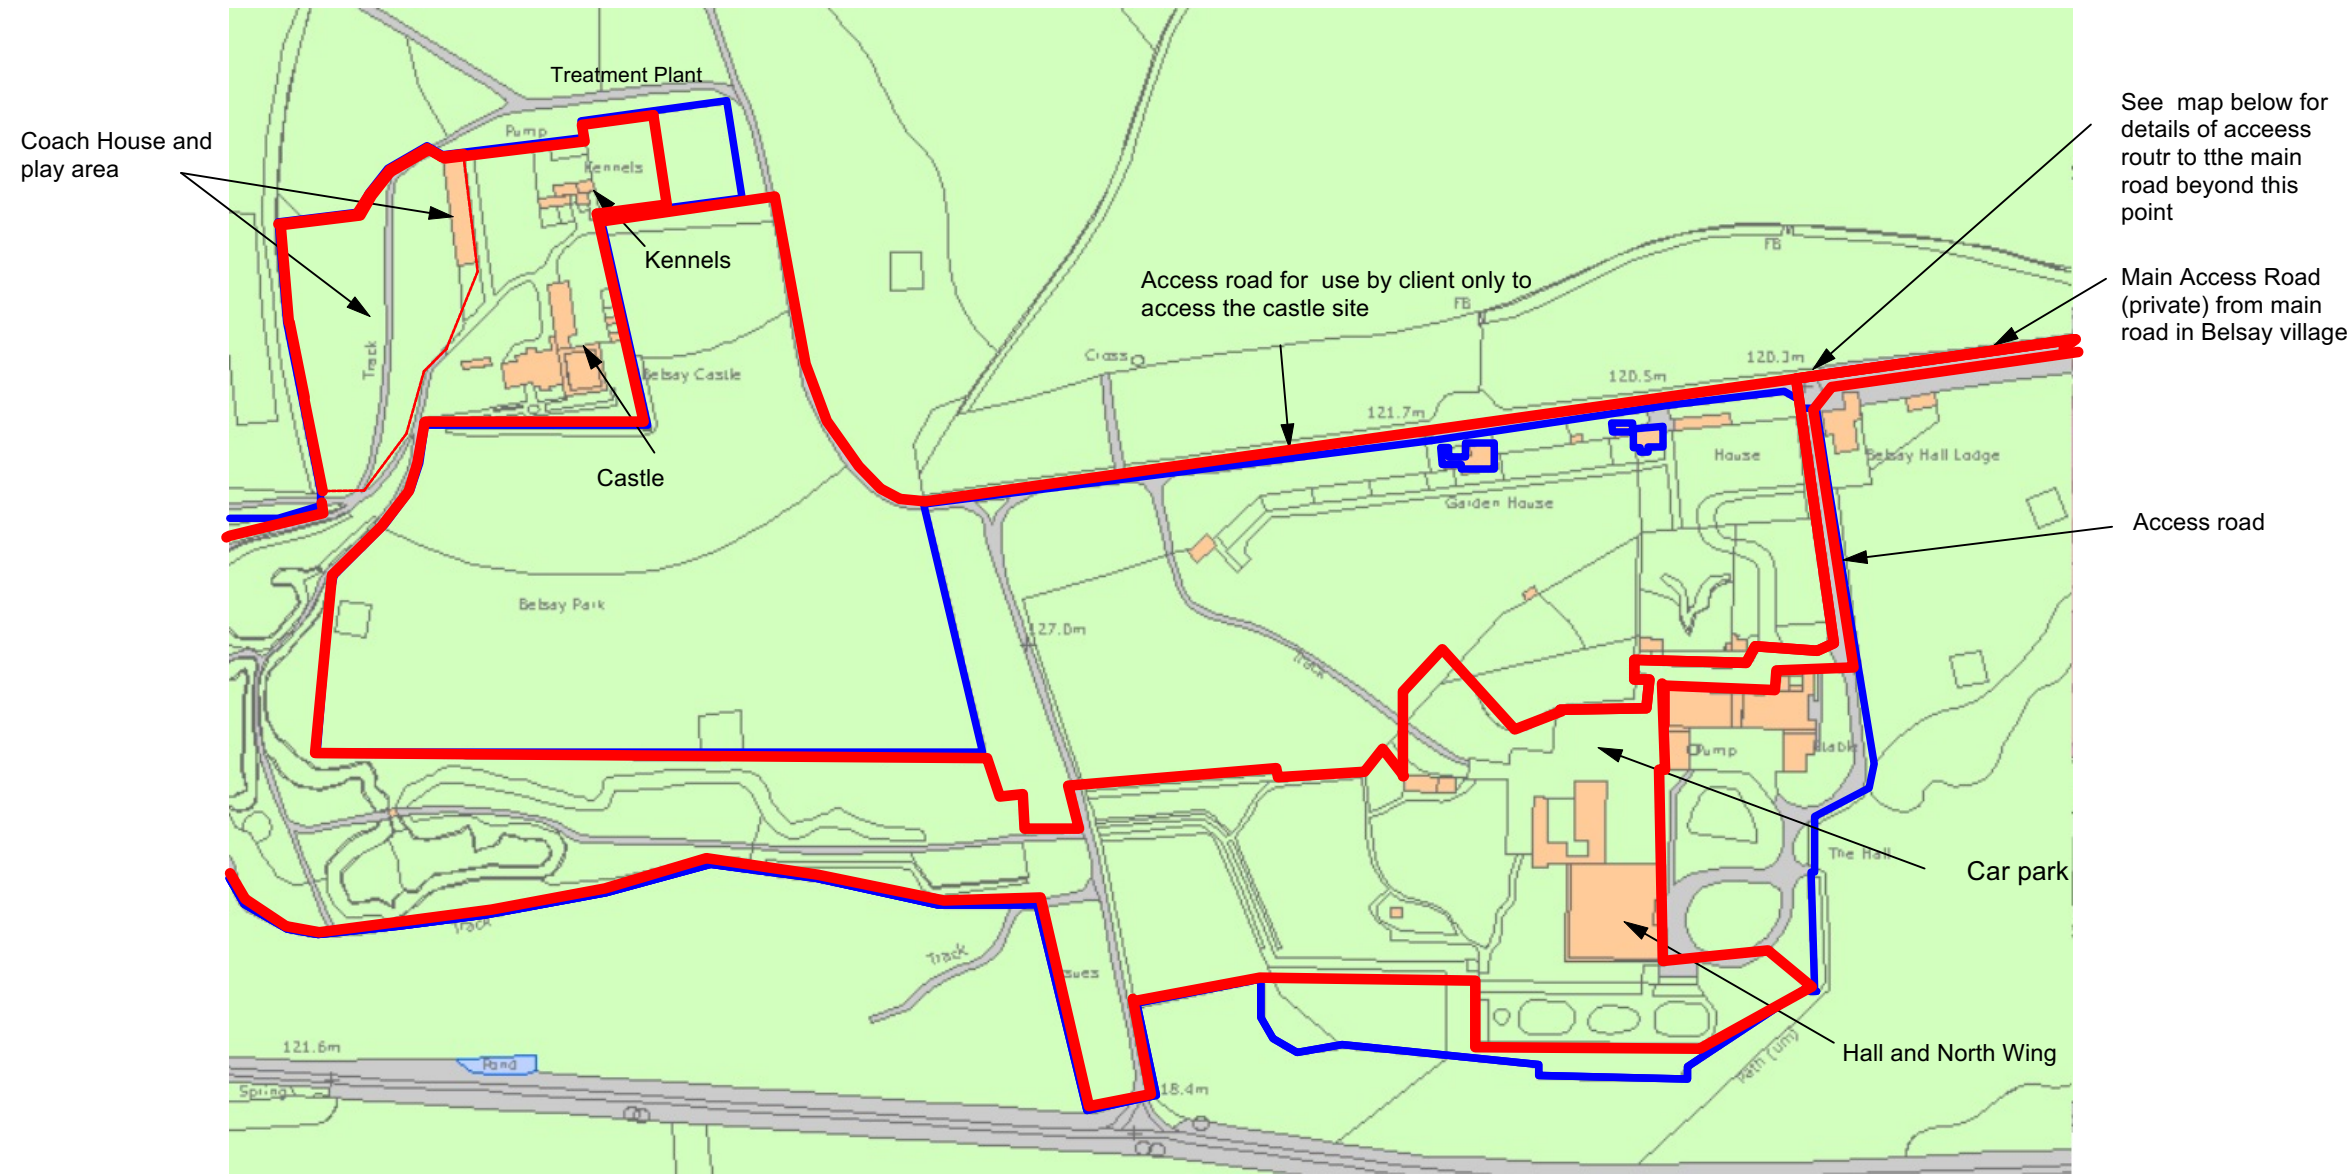 Treatment Plant
Coach House and
play area
Pump
Kennels
Kennels
See map below for
details of acceess
routr to tthe main
road beyond this
point
Main Access Road
(private) from main
road in Belsay village
Access road for use by client only to
access the castle site
FB
FB
Cross
120.3m
120.5m
121.7m
Track
Belsay Castle
Castle
House
Belsay Hall Lodge
Garden House
Access road
Belsay Park
127.0m
Track
Pump
Stable
The Hall
Car park
Track
Track
Issues
Hall and North Wing
Path (um)
121.6m
Pond
Spring
118.4m